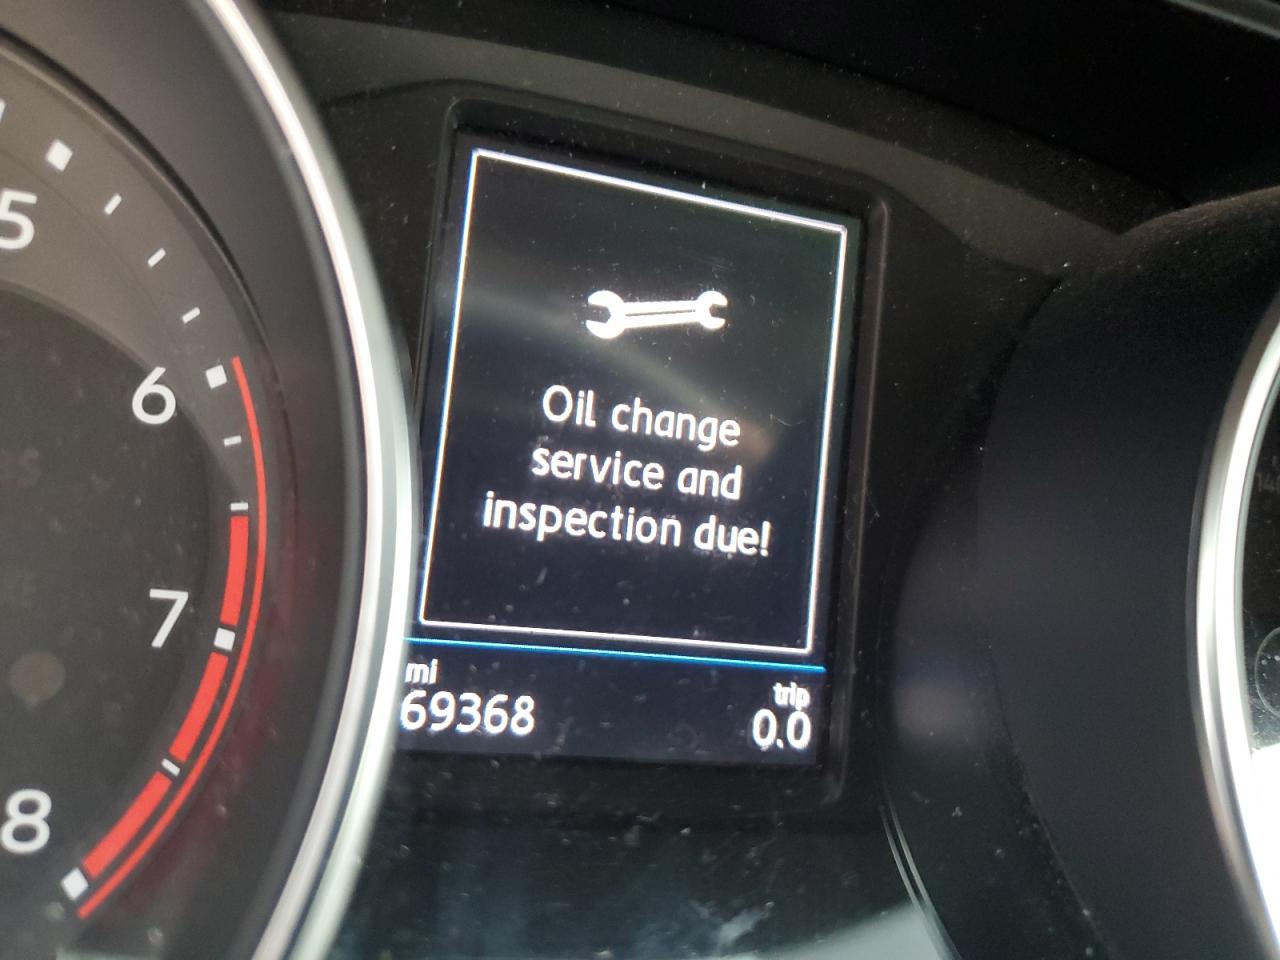 5
6
7
8
Oil change
service and
inspection due!
mi
trip
69368
0.0